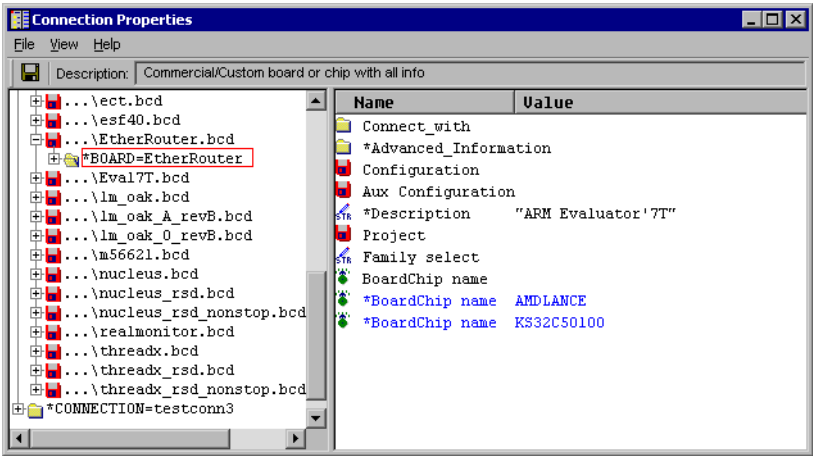 Connection Properties
File View Help
Description: Commercial/Custom board or chip with all info
...\ect.bcd
...\esf40.bcd
...\EtherRouter.bcd
*BOARD=EtherRouter
...\Eval7T.bcd
...\lm_oak.bcd
...\lm_oak_A_revB.bcd
...\lm_oak_O_revB.bcd
...\m56621.bcd
...\nucleus.bcd
...\nucleus_rsd.bcd
...\nucleus_rsd_nonstop.bcd
...\realmonitor.bcd
...\threadx.bcd
...\threadx_rsd.bcd
...\threadx_rsd_nonstop.bcd
*CONNECTION=testconn3
Name Value
Connect_with
*Advanced_Information
Configuration
Aux Configuration
STR *Description "ARM Evaluator'7T"
Project
STR Family select
BoardChip name
*BoardChip name AMDLANCE
*BoardChip name KS32C50100